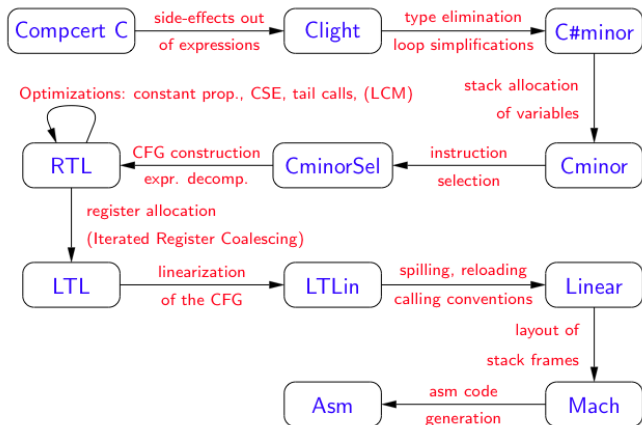 Compcert C
side-effects out
of expressions
Clight
type elimination
loop simplifications
C#minor
stack allocation
of variables
Optimizations: constant prop., CSE, tail calls, (LCM)
RTL
CFG construction
expr. decomp.
CminorSel
instruction
selection
Cminor
register allocation
(Iterated Register Coalescing)
LTL
linearization
of the CFG
LTLin
spilling, reloading
calling conventions
Linear
layout of
stack frames
Asm
asm code
generation
Mach